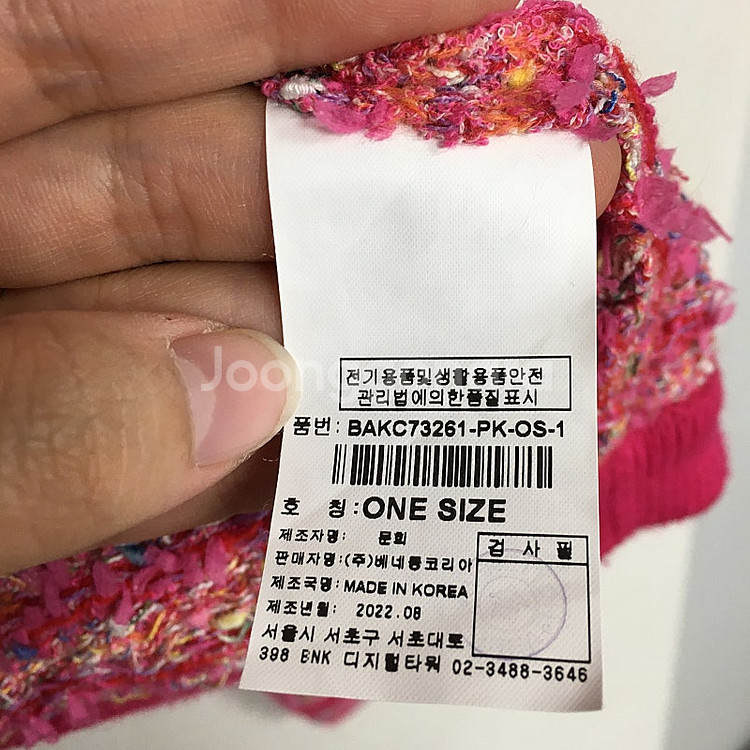 전기용품및생활용품안전
관리법에의한품질표시
품번: BAKC73261-PK-OS-1
호 칭: ONE SIZE
제조자명: 문희
판매자명:(주)베네통코리아
제조국명: MADE IN KOREA
제조년월: 2022.08
검 사 필
서울시 서초구 서초대로
398 BNK 디지털타워 02-3488-3646